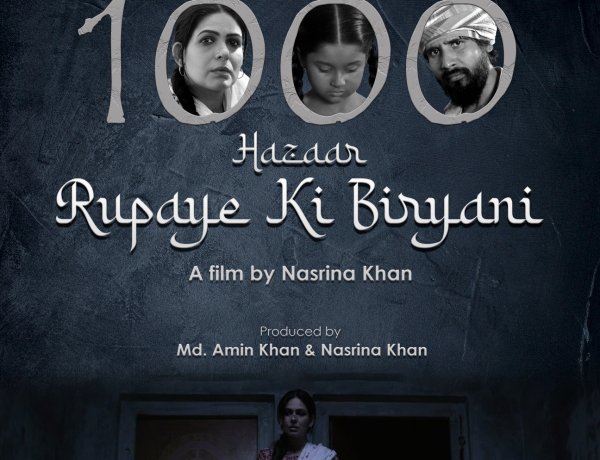 1000
Hazaar
Rupaye Ki Biryani
A film by Nasrina Khan
Produced by
Md. Amin Khan & Nasrina Khan